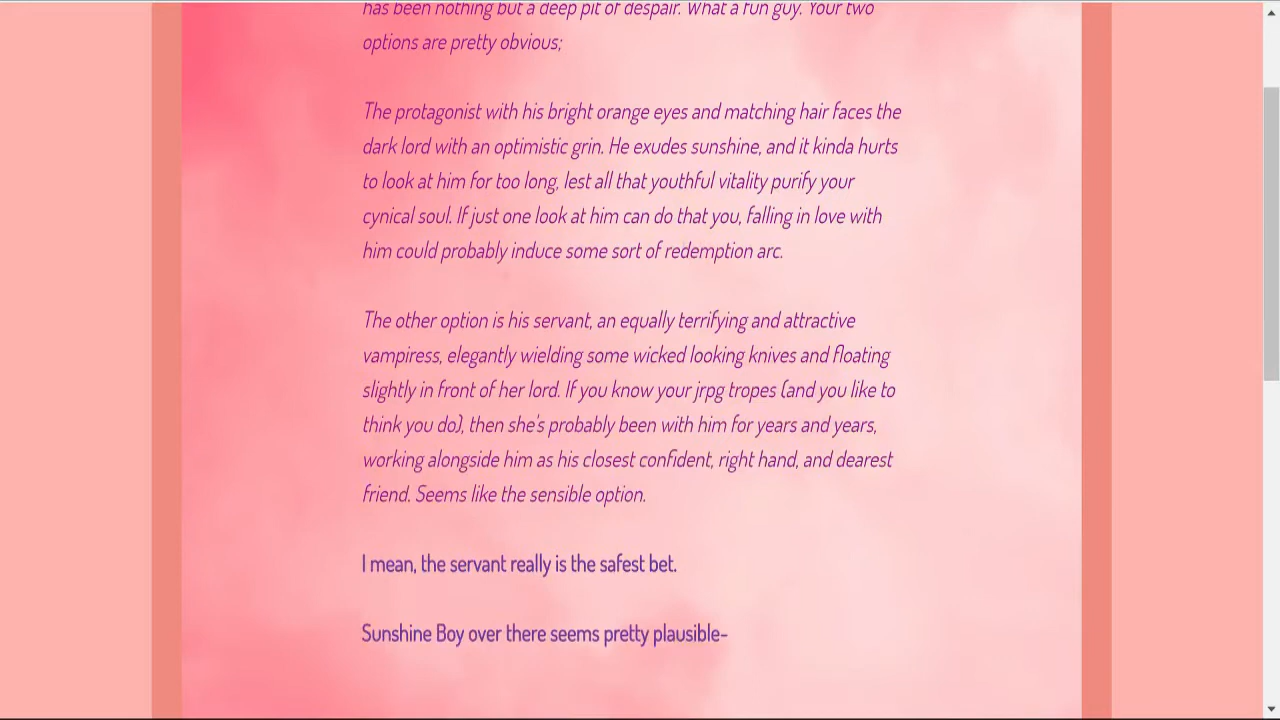 has been nothing but a deep pit of despair. What a fun guy. Your two
options are pretty obvious;
The protagonist with his bright orange eyes and matching hair faces the
dark lord with an optimistic grin. He exudes sunshine, and it kinda hurts
to look at him for too long, lest all that youthful vitality purify your
cynical soul. If just one look at him can do that you, falling in love with
him could probably induce some sort of redemption arc.
The other option is his servant, an equally terrifying and attractive
vampiress, elegantly wielding some wicked looking knives and floating
slightly in front of her lord. If you know your jrpg tropes (and you like to
think you do), then she's probably been with him for years and years,
working alongside him as his closest confident, right hand, and dearest
friend. Seems like the sensible option.
I mean, the servant really is the safest bet.
Sunshine Boy over there seems pretty plausible-